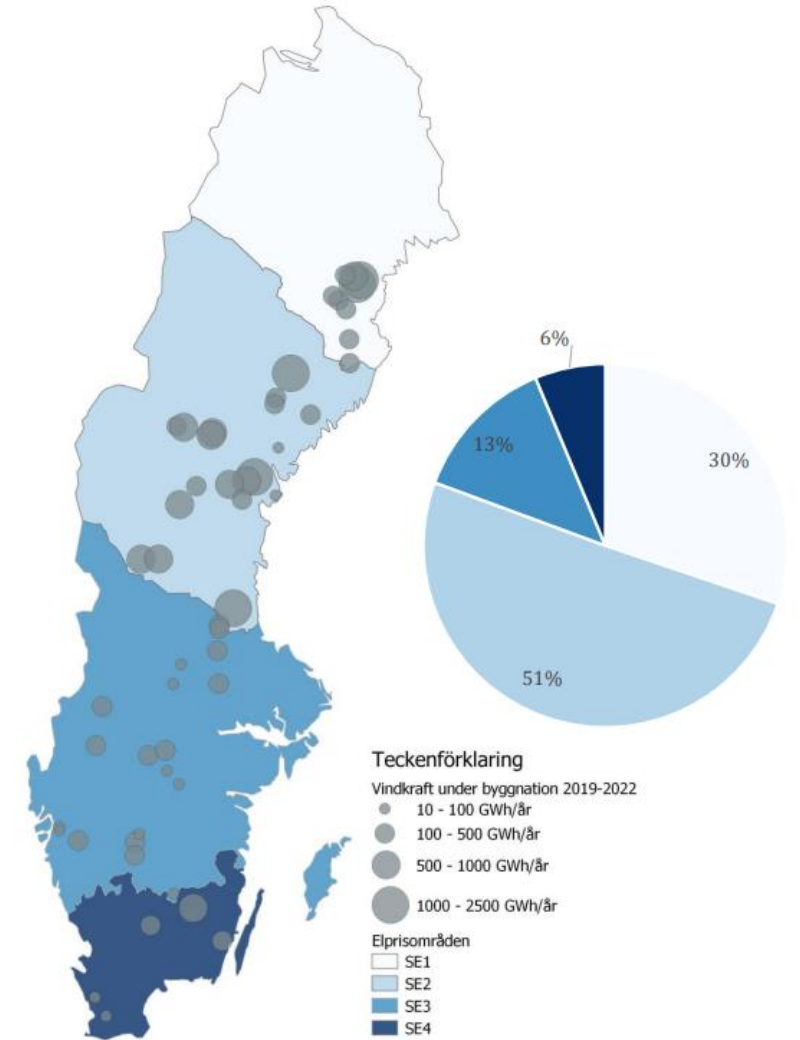 6%
13%
30%
51%
Teckenförklaring
Vindkraft under byggnation 2019-2022
10 - 100 GWh/år
100 - 500 GWh/år
500 - 1000 GWh/år
1000 - 2500 GWh/år
Elprisområden
SE1
SE2
SE3
SE4